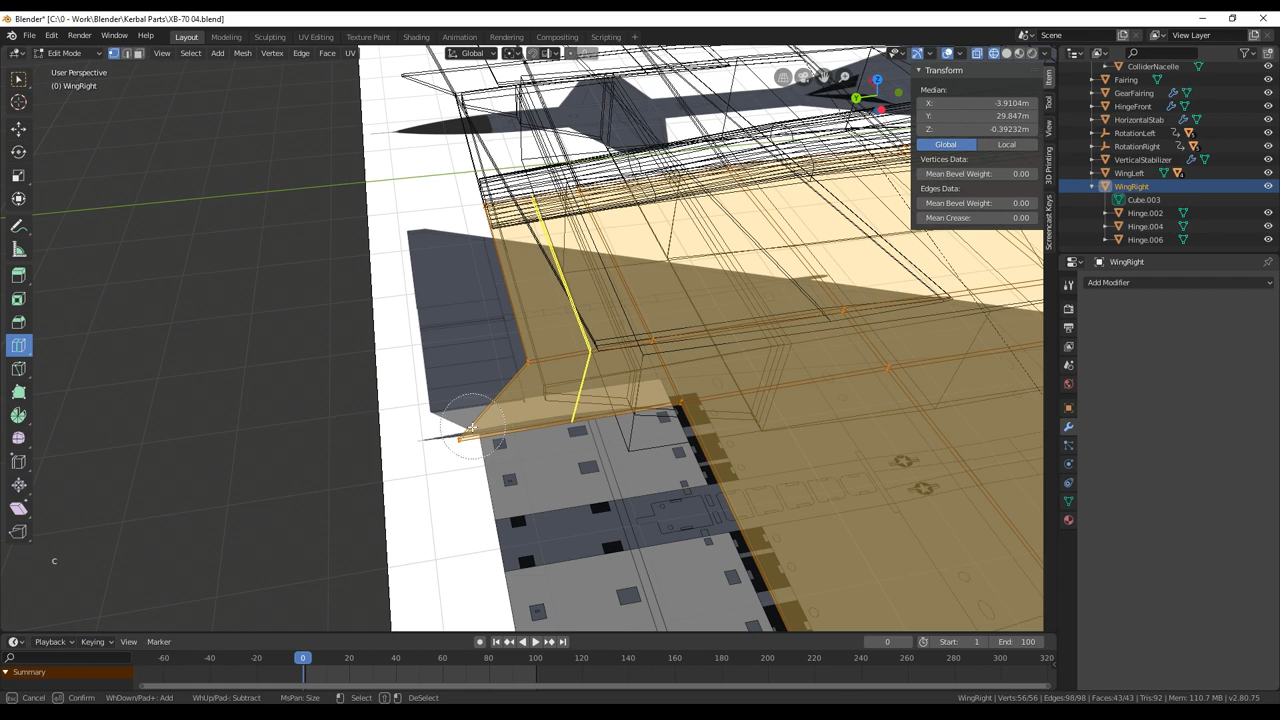 Blender* [C:\0 - Work\Blender\Kerbal Parts\XB-70 04.blend]
File Edit Render Window Help Layout Modeling Sculpting UV Editing Texture Paint Shading Animation Rendering Compositing Scripting + Scene View Layer
Edit Mode View Select Add Mesh Vertex Edge Face UV Global
User Perspective
(0) WingRight
Z
Y
Transform
Median:
X: -3.9104m
Y: 29.847m
Z: -0.39232m
Global Local
Vertices Data:
Mean Bevel Weight: 0.00
Edges Data:
Mean Bevel Weight: 0.00
Mean Crease: 0.00
Item
Tool
View
3D Printing
Screencast Keys
ColliderNacelle
Fairing
GearFairing
HingeFront
HorizontalStab
RotationLeft
RotationRight
VerticalStabilizer
WingLeft
WingRight
Cube.003
Hinge.002
Hinge.004
Hinge.006
WingRight
Add Modifier
C
Playback Keying View Marker 0 Start: 1 End: 100
-60 -40 -20 0 20 40 60 80 100 120 140 160 180 200 220 240 260 280 300 320
Summary
Cancel Confirm WhDown/Pad+: Add WhUp/Pad-: Subtract MsPan: Size Select DeSelect WingRight | Verts:56/56 | Edges:98/98 | Faces:43/43 | Tris:92 | Mem: 110.7 MB | v2.80.75